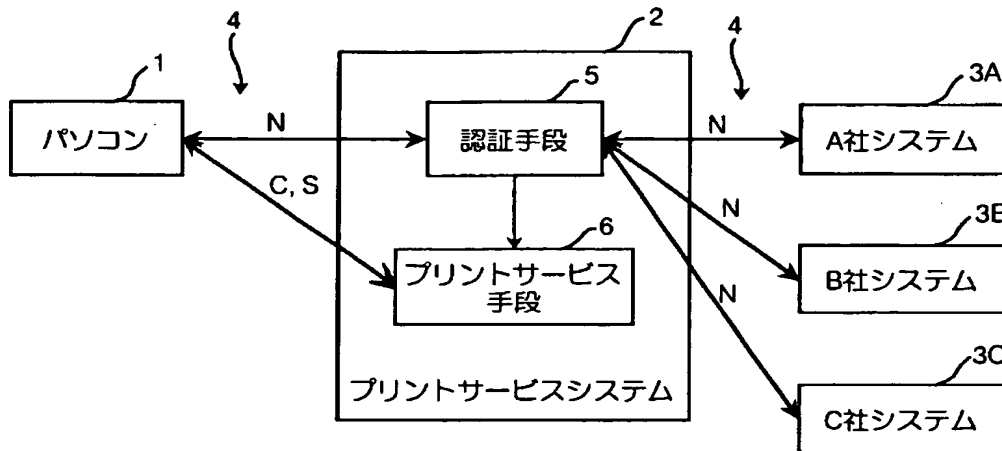 4
2
4
1
5
3A
パソコン
N
認証手段
N
A社システム
C, S
N
3B
6
プリントサービス
手段
B社システム
N
3C
プリントサービスシステム
C社システム